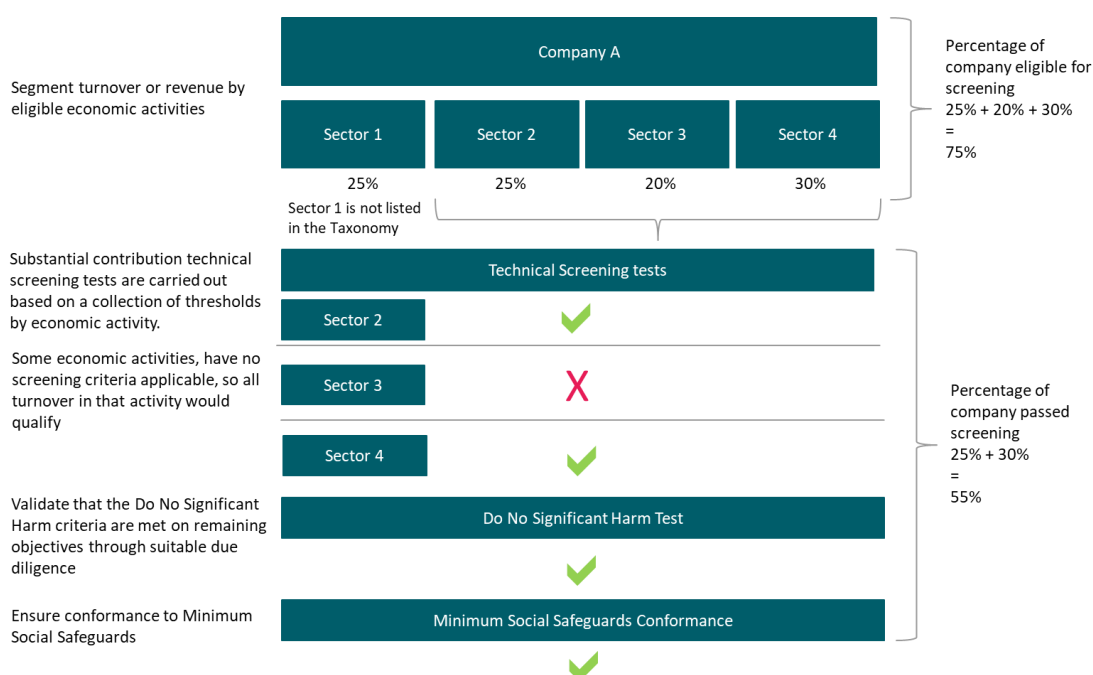 Company A
Segment turnover or revenue by
eligible economic activities
Sector 1
Sector 2
Sector 3
Sector 4
25%
25%
20%
30%
Sector 1 is not listed
in the Taxonomy
Percentage of
company eligible for
screening
25% + 20% + 30%
=
75%
Substantial contribution technical
screening tests are carried out
based on a collection of thresholds
by economic activity.
Technical Screening tests
Sector 2
Some economic activities, have no
screening criteria applicable, so all
turnover in that activity would
qualify
Sector 3
X
Sector 4
Percentage of
company passed
screening
25% + 30%
=
55%
Validate that the Do No Significant
Harm criteria are met on remaining
objectives through suitable due
diligence
Do No Significant Harm Test
Ensure conformance to Minimum
Social Safeguards
Minimum Social Safeguards Conformance